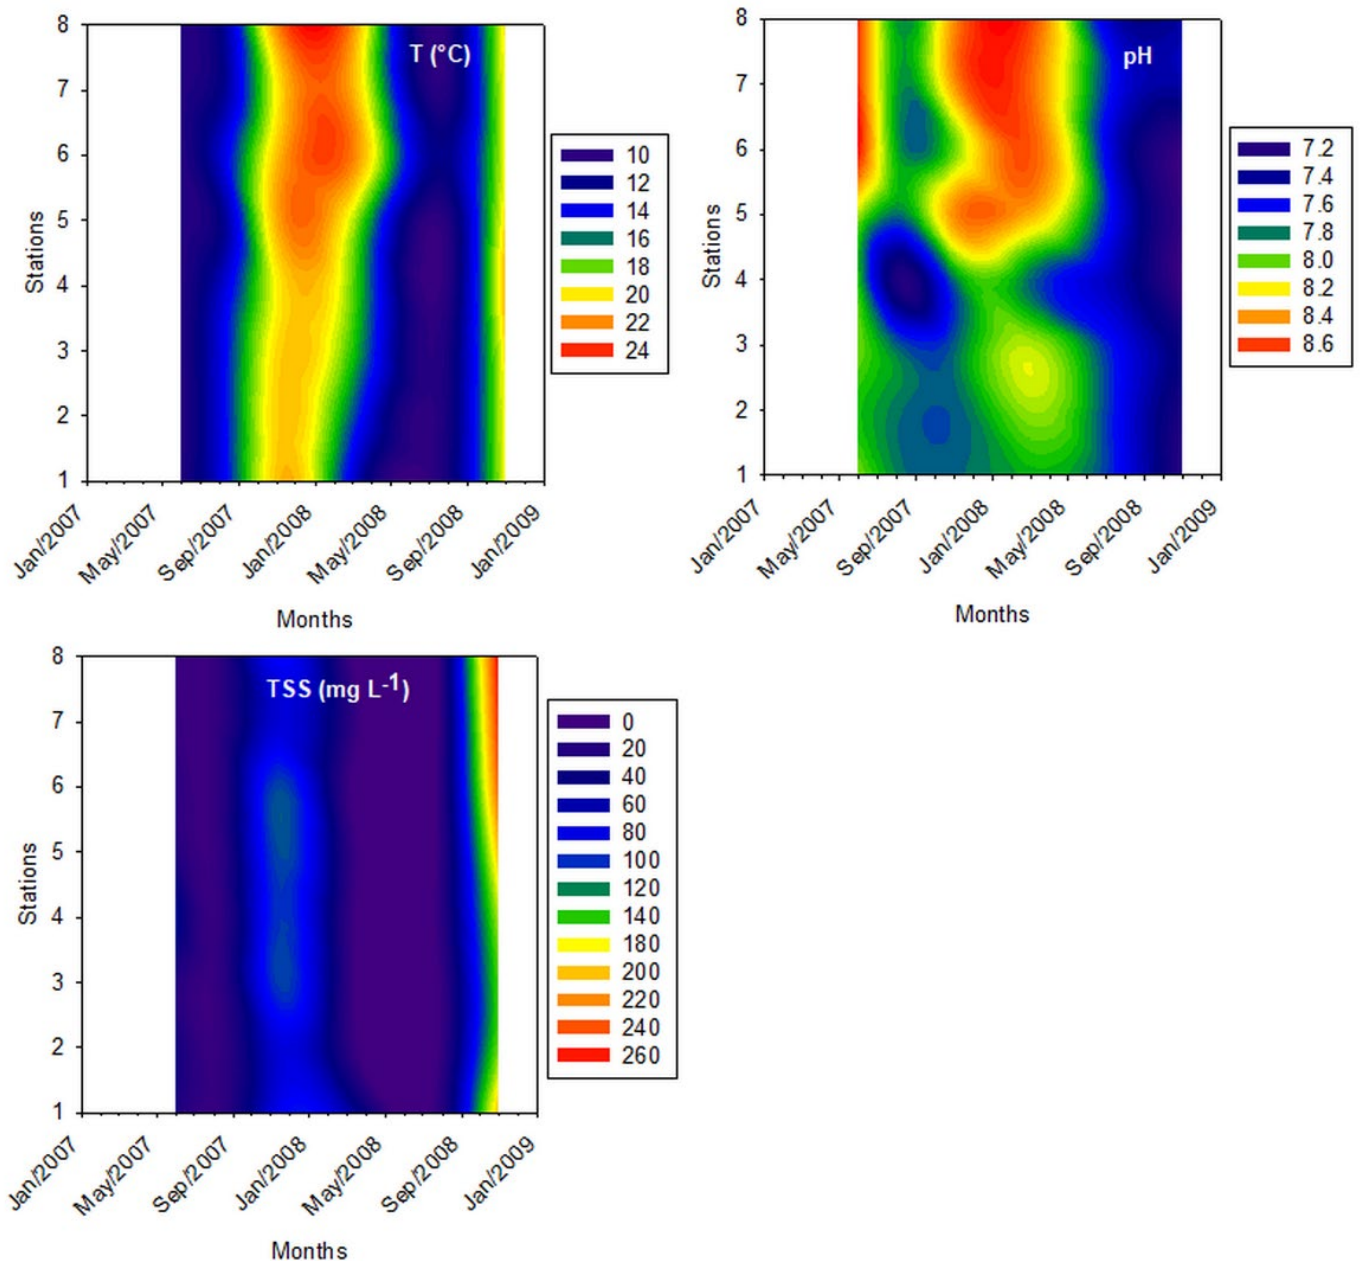 T (°C)
8
7
6
5
4
3
2
1
Stations
Jan/2007
May/2007
Sep/2007
Jan/2008
May/2008
Sep/2008
Jan/2009
Months
10
12
14
16
18
20
22
24
pH
8
7
6
5
4
3
2
1
Stations
Jan/2007
May/2007
Sep/2007
Jan/2008
May/2008
Sep/2008
Jan/2009
Months
7.2
7.4
7.6
7.8
8.0
8.2
8.4
8.6
TSS (mg L-1)
8
7
6
5
4
3
2
1
Stations
Jan/2007
May/2007
Sep/2007
Jan/2008
May/2008
Sep/2008
Jan/2009
Months
0
20
40
60
80
100
120
140
180
200
220
240
260